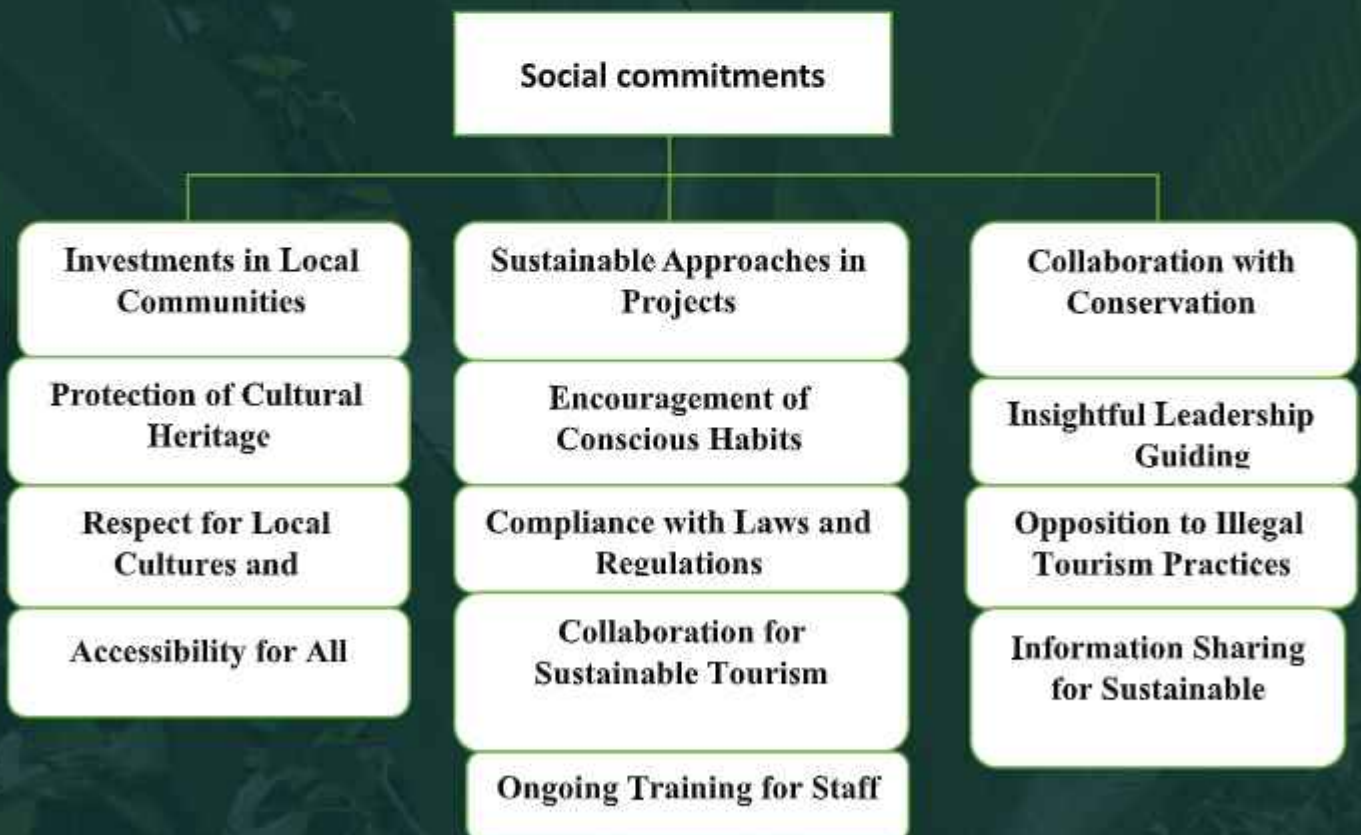 Social commitments
Investments in Local
Communities
Protection of Cultural
Heritage
Respect for Local
Cultures and
Accessibility for All
Sustainable Approaches in
Projects
Encouragement of
Conscious Habits
Compliance with Laws and
Regulations
Collaboration for
Sustainable Tourism
Ongoing Training for Staff
Collaboration with
Conservation
Insightful Leadership
Guiding
Opposition to Illegal
Tourism Practices
Information Sharing
for Sustainable